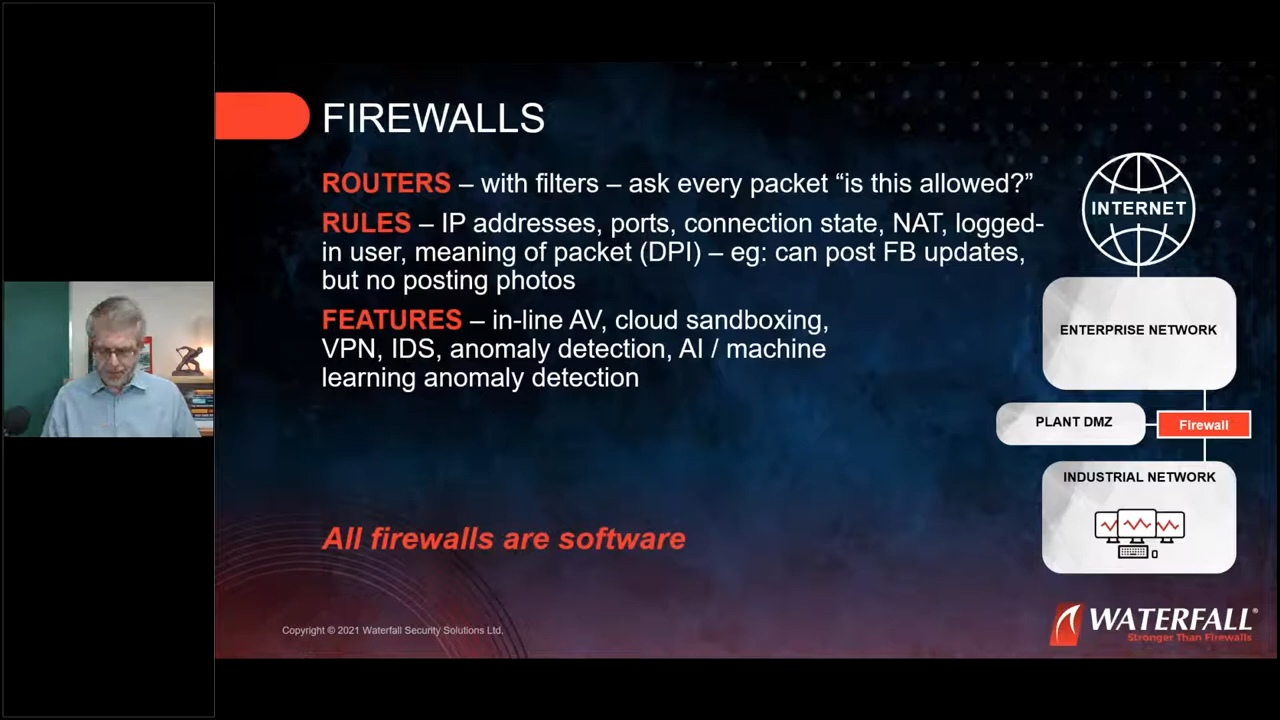 FIREWALLS
ROUTERS – with filters – ask every packet “is this allowed?”
RULES – IP addresses, ports, connection state, NAT, logged-
in user, meaning of packet (DPI) – eg: can post FB updates,
but no posting photos
FEATURES – in-line AV, cloud sandboxing,
VPN, IDS, anomaly detection, AI / machine
learning anomaly detection
All firewalls are software
INTERNET
ENTERPRISE NETWORK
PLANT DMZ
Firewall
INDUSTRIAL NETWORK
Copyright © 2021 Waterfall Security Solutions Ltd.
WATERFALL®
Stronger Than Firewalls